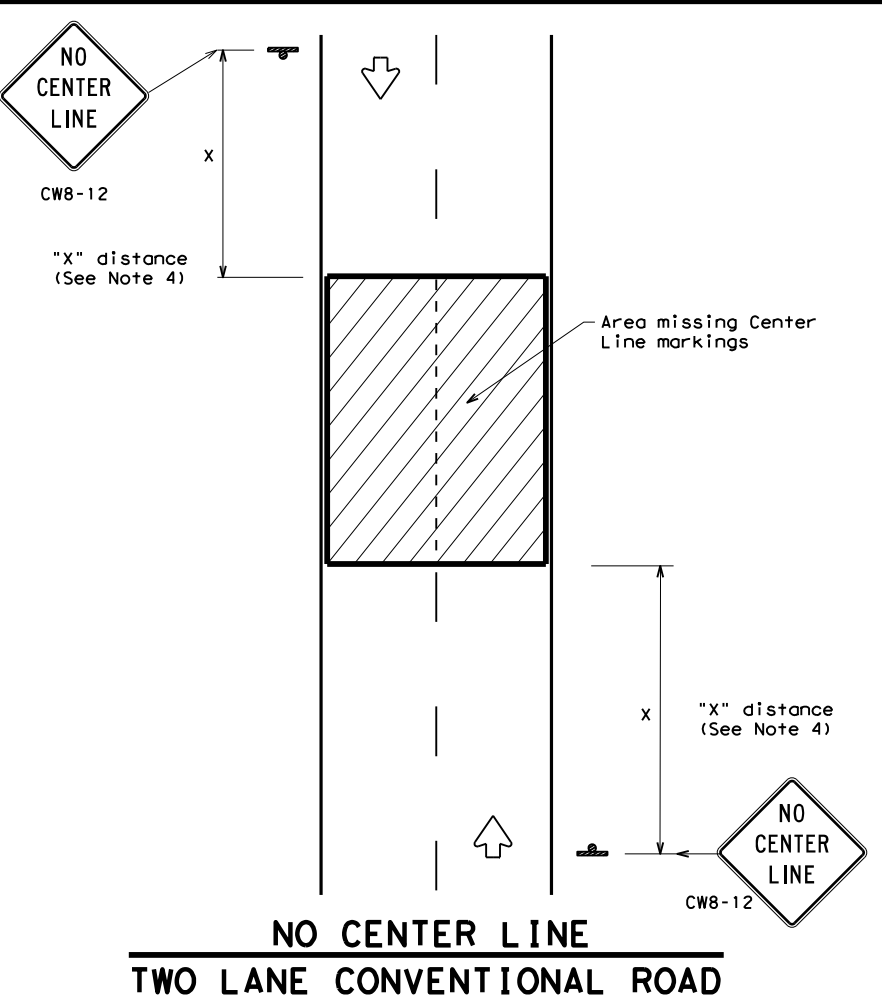 NO
CENTER
LINE
CW8-12
X
"X" distance
(See Note 4)
Area missing Center
Line markings
X
"X" distance
(See Note 4)
NO
CENTER
LINE
CW8-12
NO CENTER LINE
TWO LANE CONVENTIONAL ROAD